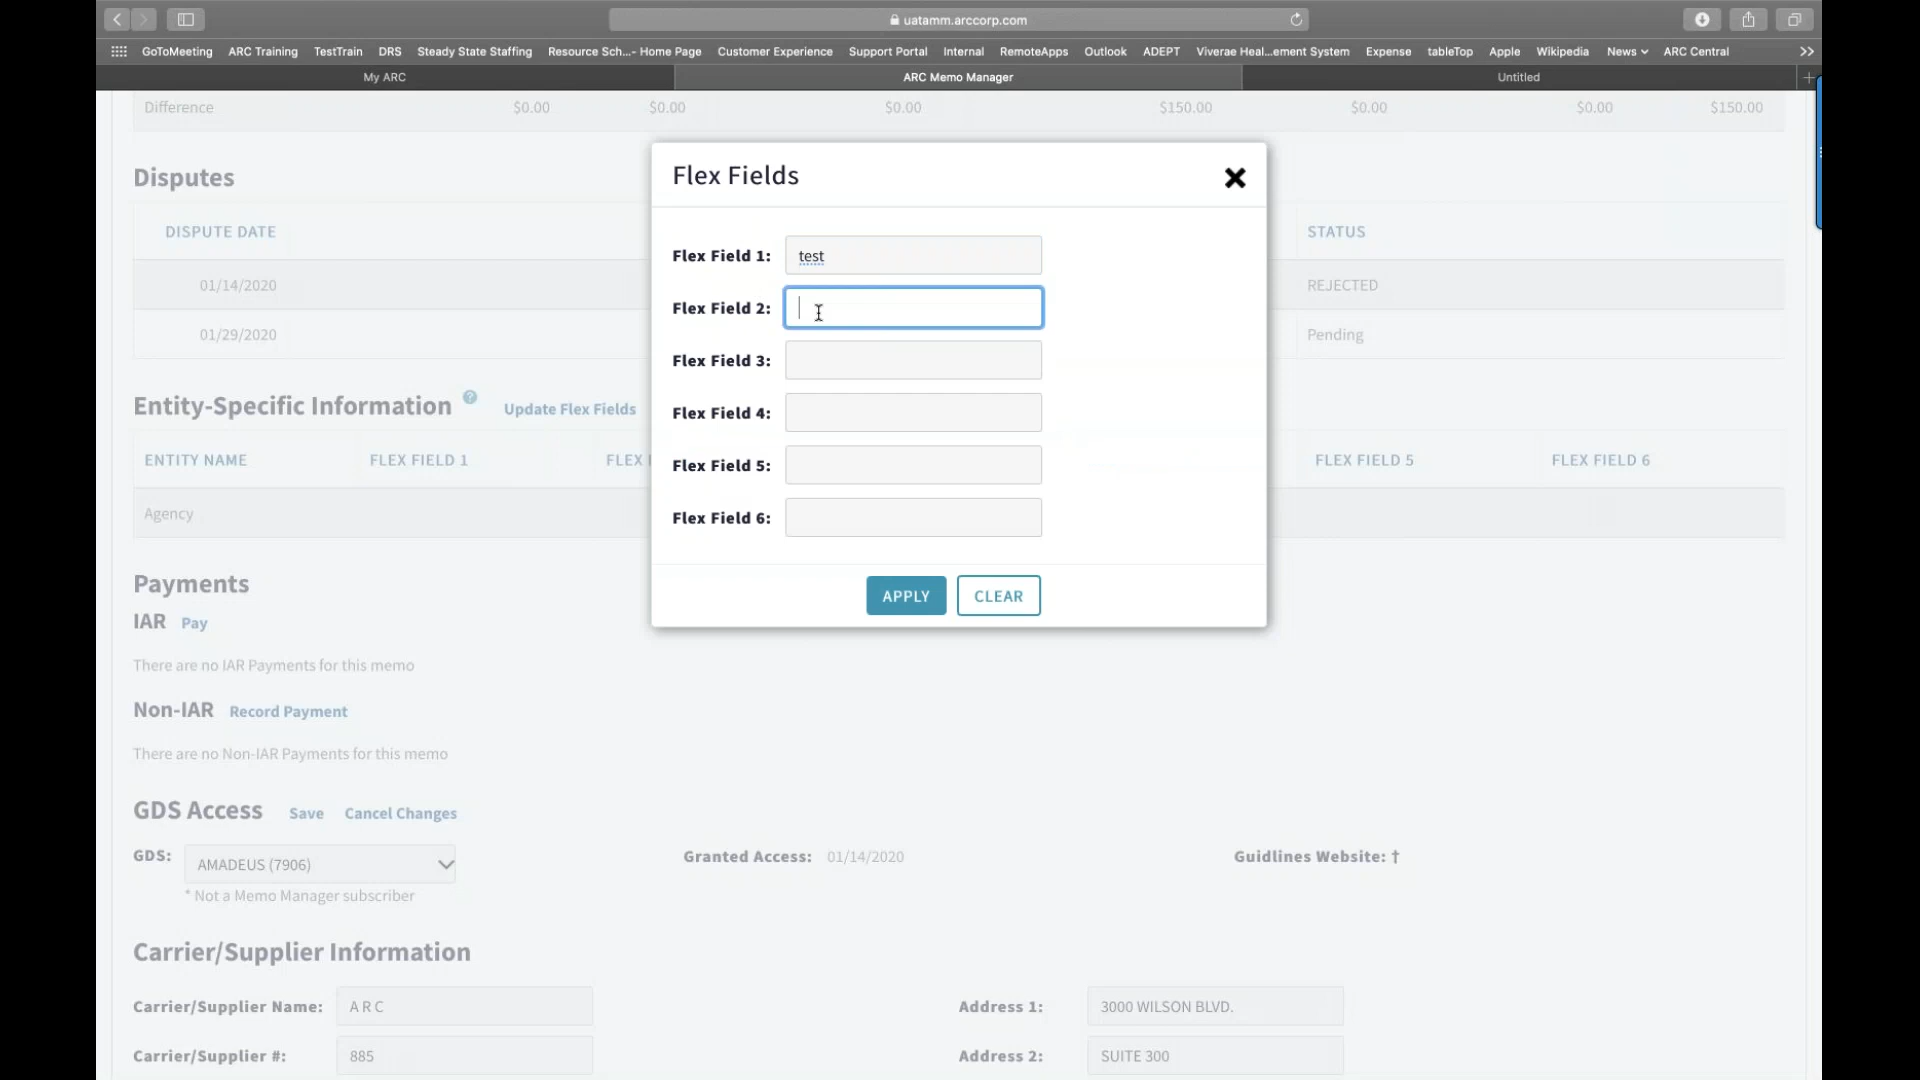 uatamm.arccorp.com
GoToMeeting ARC Training TestTrain DRS Steady State Staffing Resource Sch...- Home Page Customer Experience Support Portal Internal RemoteApps Outlook ADEPT Viverae Heal...ement System Expense tableTop Apple Wikipedia News ARC Central
My ARC ARC Memo Manager Untitled
Difference $0.00 $0.00 $0.00 $150.00 $0.00 $0.00 $150.00
Flex Fields
Disputes
DISPUTE DATE STATUS
Flex Field 1: test
01/14/2020 REJECTED
Flex Field 2:
01/29/2020 Pending
Flex Field 3:
Entity-Specific Information ? Update Flex Fields
Flex Field 4:
ENTITY NAME FLEX FIELD 1 FLEX FLEX FIELD 5 FLEX FIELD 6
Flex Field 5:
Agency
Flex Field 6:
Payments
APPLY CLEAR
IAR Pay
There are no IAR Payments for this memo
Non-IAR Record Payment
There are no Non-IAR Payments for this memo
GDS Access Save Cancel Changes
GDS: AMADEUS (7906) Granted Access: 01/14/2020 Guidlines Website: †
* Not a Memo Manager subscriber
Carrier/Supplier Information
Carrier/Supplier Name: A R C Address 1: 3000 WILSON BLVD.
Carrier/Supplier #: 885 Address 2: SUITE 300